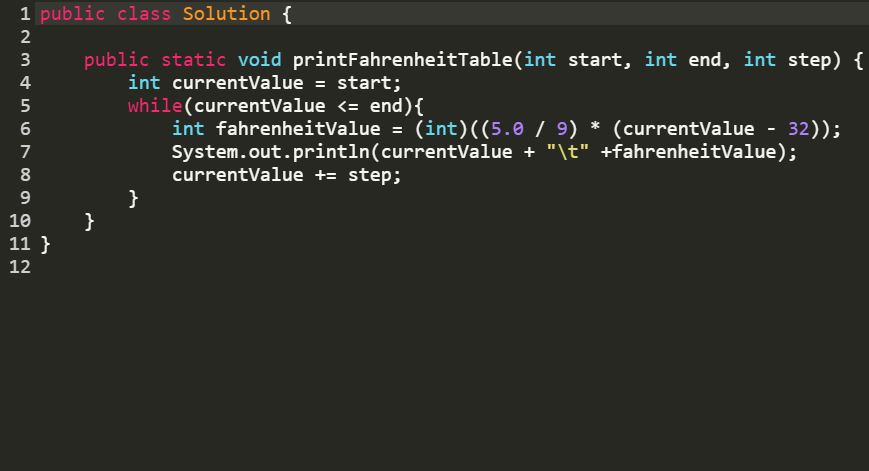 1 public class Solution {
2
3     public static void printFahrenheitTable(int start, int end, int step) {
4         int currentValue = start;
5         while(currentValue <= end){
6             int fahrenheitValue = (int)((5.0 / 9) * (currentValue - 32));
7             System.out.println(currentValue + "\t" +fahrenheitValue);
8             currentValue += step;
9         }
10     }
11 }
12